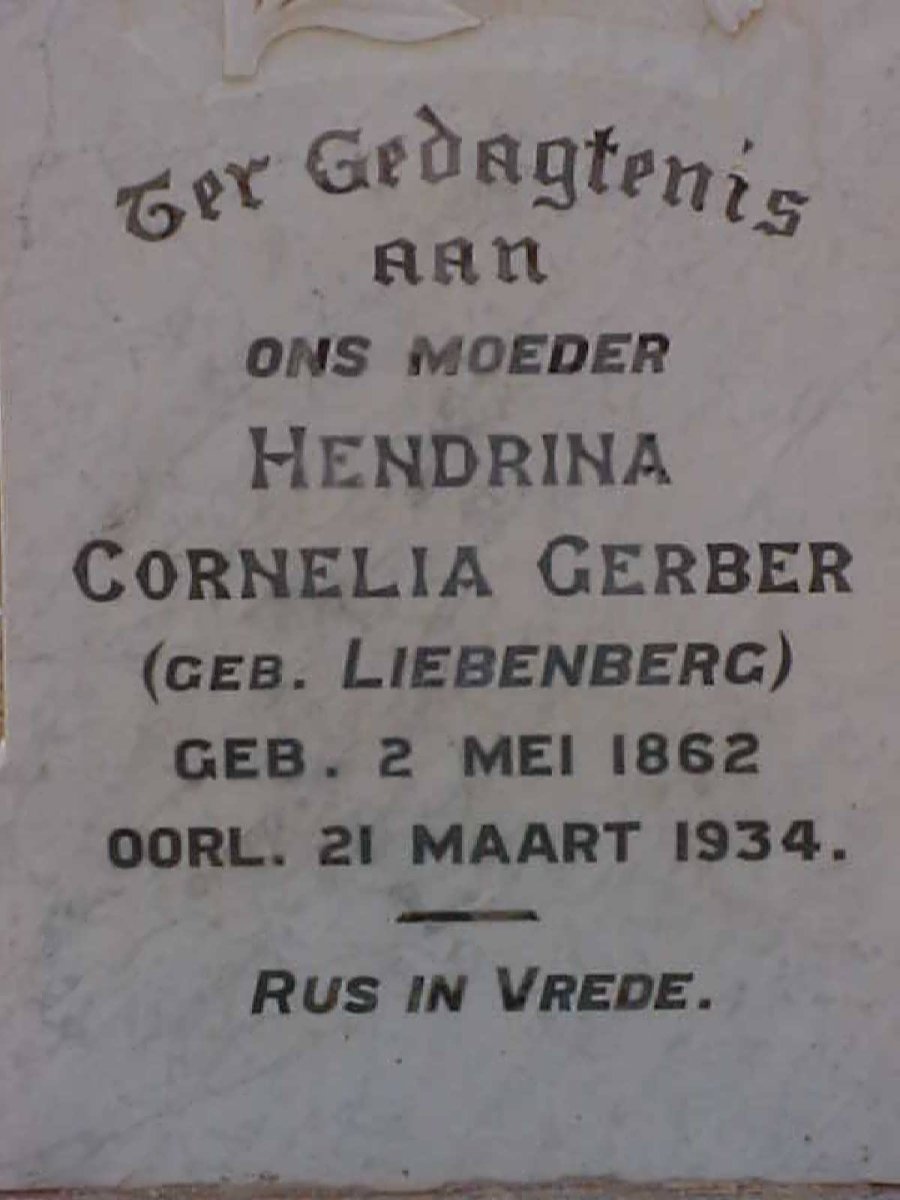 Ter Gedagtenis
aan
ONS MOEDER
HENDRINA
CORNELIA GERBER
(GEB. LIEBENBERG)
GEB. 2 MEI 1862
OORL. 21 MAART 1934.
RUS IN VREDE.